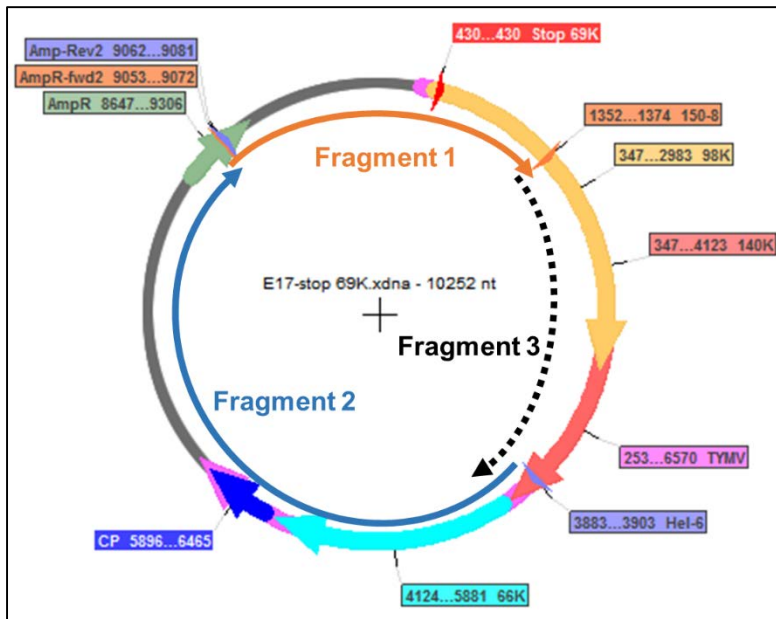 430...430 Stop 69K
Amp-Rev2 9062...9081
AmpR-fwd2 9053...9072
AmpR 8647...9306
1352...1374 150-8
Fragment 1
347...2983 98K
347...4123 140K
E17-stop 69K.xdna - 10252 nt
Fragment 3
Fragment 2
253...6570 TYMV
3883...3903 Hel-6
CP 5896...6465
4124...5881 66K